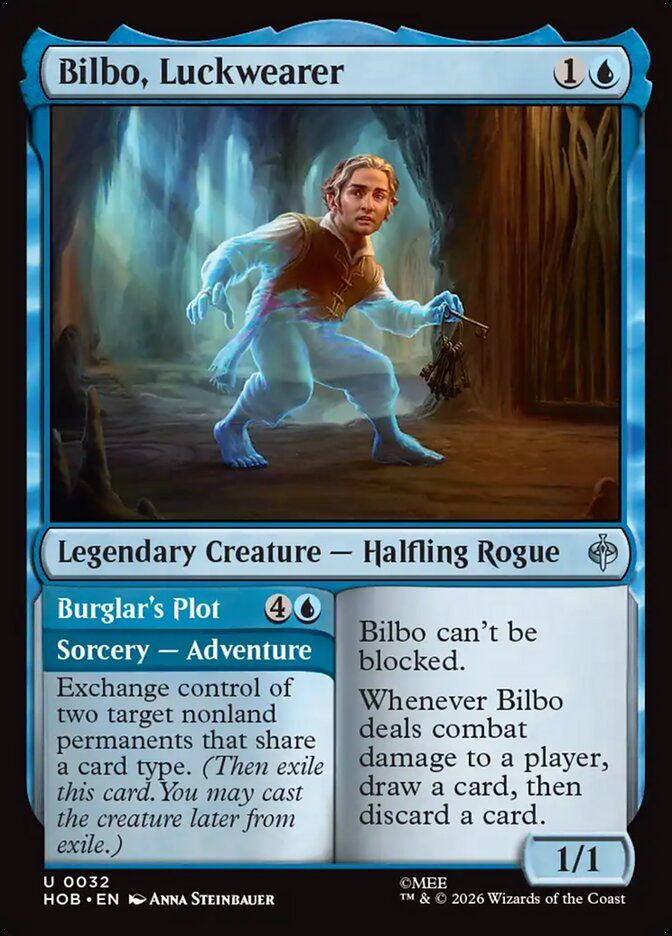 Bilbo, Luckwearer 1
Legendary Creature — Halfling Rogue
Burglar's Plot 4
Sorcery — Adventure
Exchange control of
two target nonland
permanents that share
a card type. (Then exile
this card. You may cast
the creature later from
exile.)
Bilbo can't be
blocked.
Whenever Bilbo
deals combat
damage to a player,
draw a card, then
discard a card.
1/1
U 0032
HOB • EN Anna Steinbauer
©MEE
™ & © 2026 Wizards of the Coast